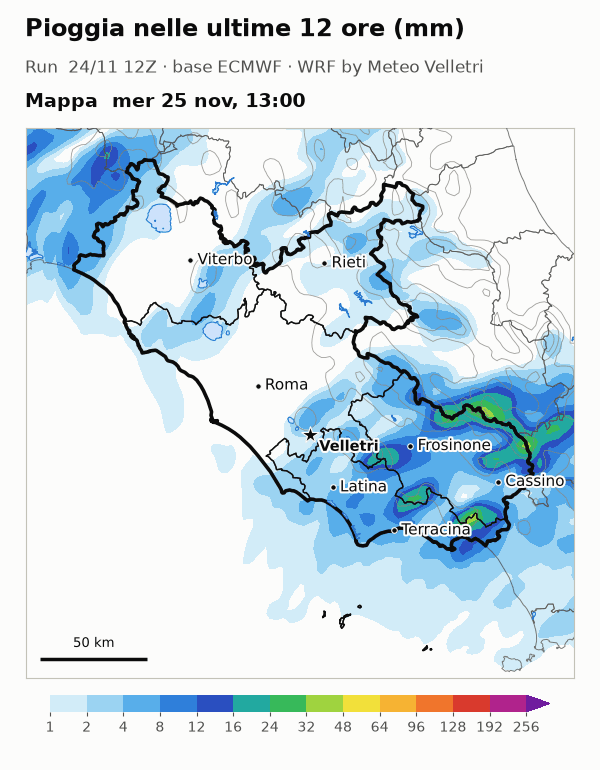 Pioggia nelle ultime 12 ore (mm)
Run  24/11 12Z · base ECMWF · WRF by Meteo Velletri
Mappa  mer 25 nov, 13:00
Viterbo
Rieti
Roma
Velletri
Frosinone
Latina
Cassino
Terracina
50 km
1 2 4 8 12 16 24 32 48 64 96 128 192 256